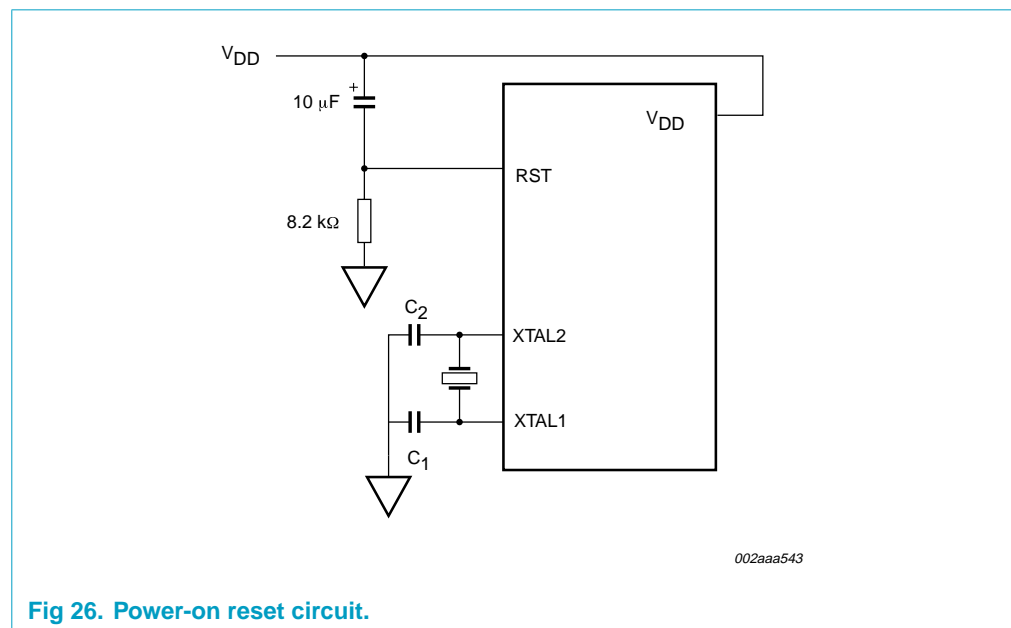 VDD
+
10 μF
VDD
RST
8.2 kΩ
C2
XTAL2
XTAL1
C1
002aaa543
Fig 26. Power-on reset circuit.